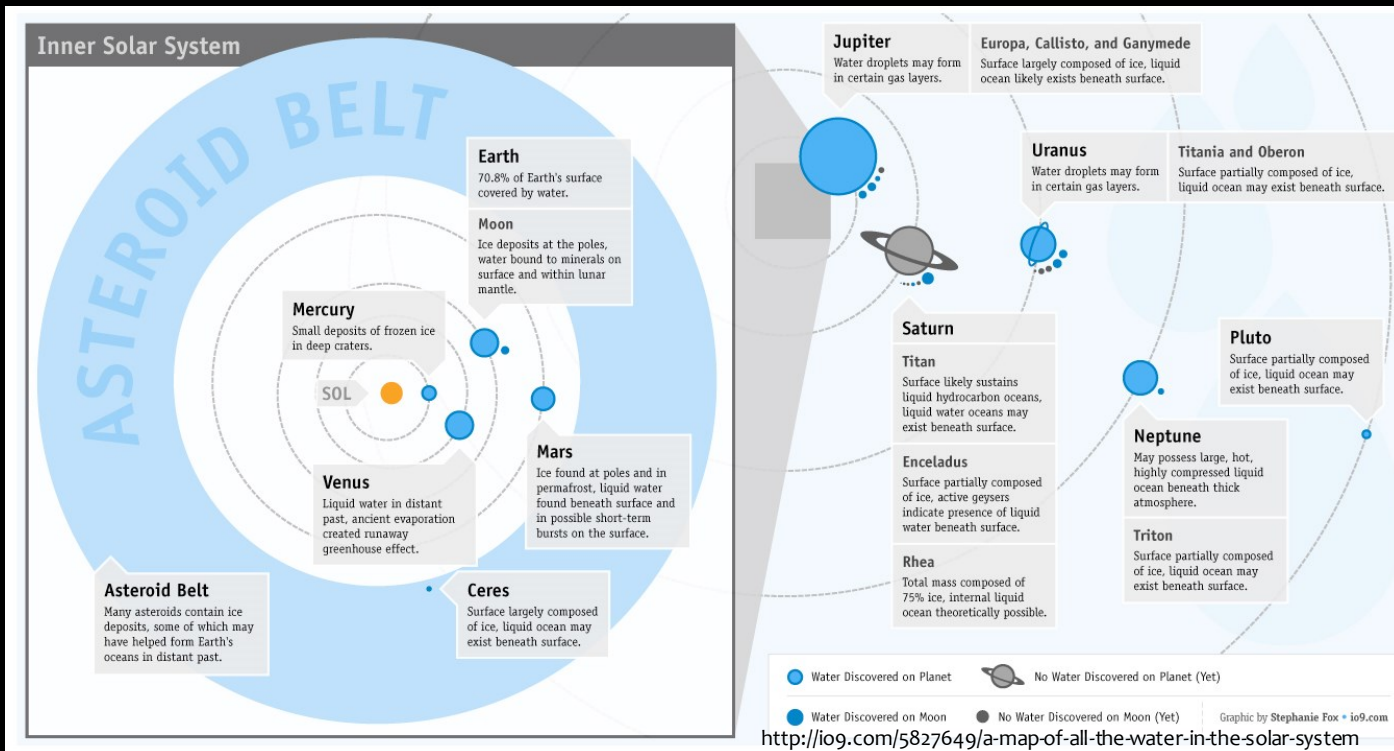 Inner Solar System
ASTEROID BELT
Earth
70.8% of Earth's surface
covered by water.
Moon
Ice deposits at the poles,
water bound to minerals on
surface and within lunar
mantle.
Mercury
Small deposits of frozen ice
in deep craters.
SOL
Venus
Liquid water in distant
past, ancient evaporation
created runaway
greenhouse effect.
Mars
Ice found at poles and in
permafrost, liquid water
found beneath surface and
in possible short-term
bursts on the surface.
Asteroid Belt
Many asteroids contain ice
deposits, some of which may
have helped form Earth's
oceans in distant past.
Ceres
Surface largely composed
of ice, liquid ocean may
exist beneath surface.
Jupiter
Water droplets may form
in certain gas layers.
Europa, Callisto, and Ganymede
Surface largely composed of ice, liquid
ocean likely exists beneath surface.
Uranus
Water droplets may form
in certain gas layers.
Titania and Oberon
Surface partially composed of ice,
liquid ocean may exist beneath surface.
Saturn
Titan
Surface likely sustains
liquid hydrocarbon oceans,
liquid water oceans may
exist beneath surface.
Enceladus
Surface partially composed
of ice, active geysers
indicate presence of liquid
water beneath surface.
Rhea
Total mass composed of
75% ice, internal liquid
ocean theoretically possible.
Pluto
Surface partially composed
of ice, liquid ocean may
exist beneath surface.
Neptune
May possess large, hot,
highly compressed liquid
ocean beneath thick
atmosphere.
Triton
Surface partially composed
of ice, liquid ocean may
exist beneath surface.
Water Discovered on Planet
No Water Discovered on Planet (Yet)
Water Discovered on Moon
No Water Discovered on Moon (Yet)
Graphic by Stephanie Fox • io9.com
http://io9.com/5827649/a-map-of-all-the-water-in-the-solar-system